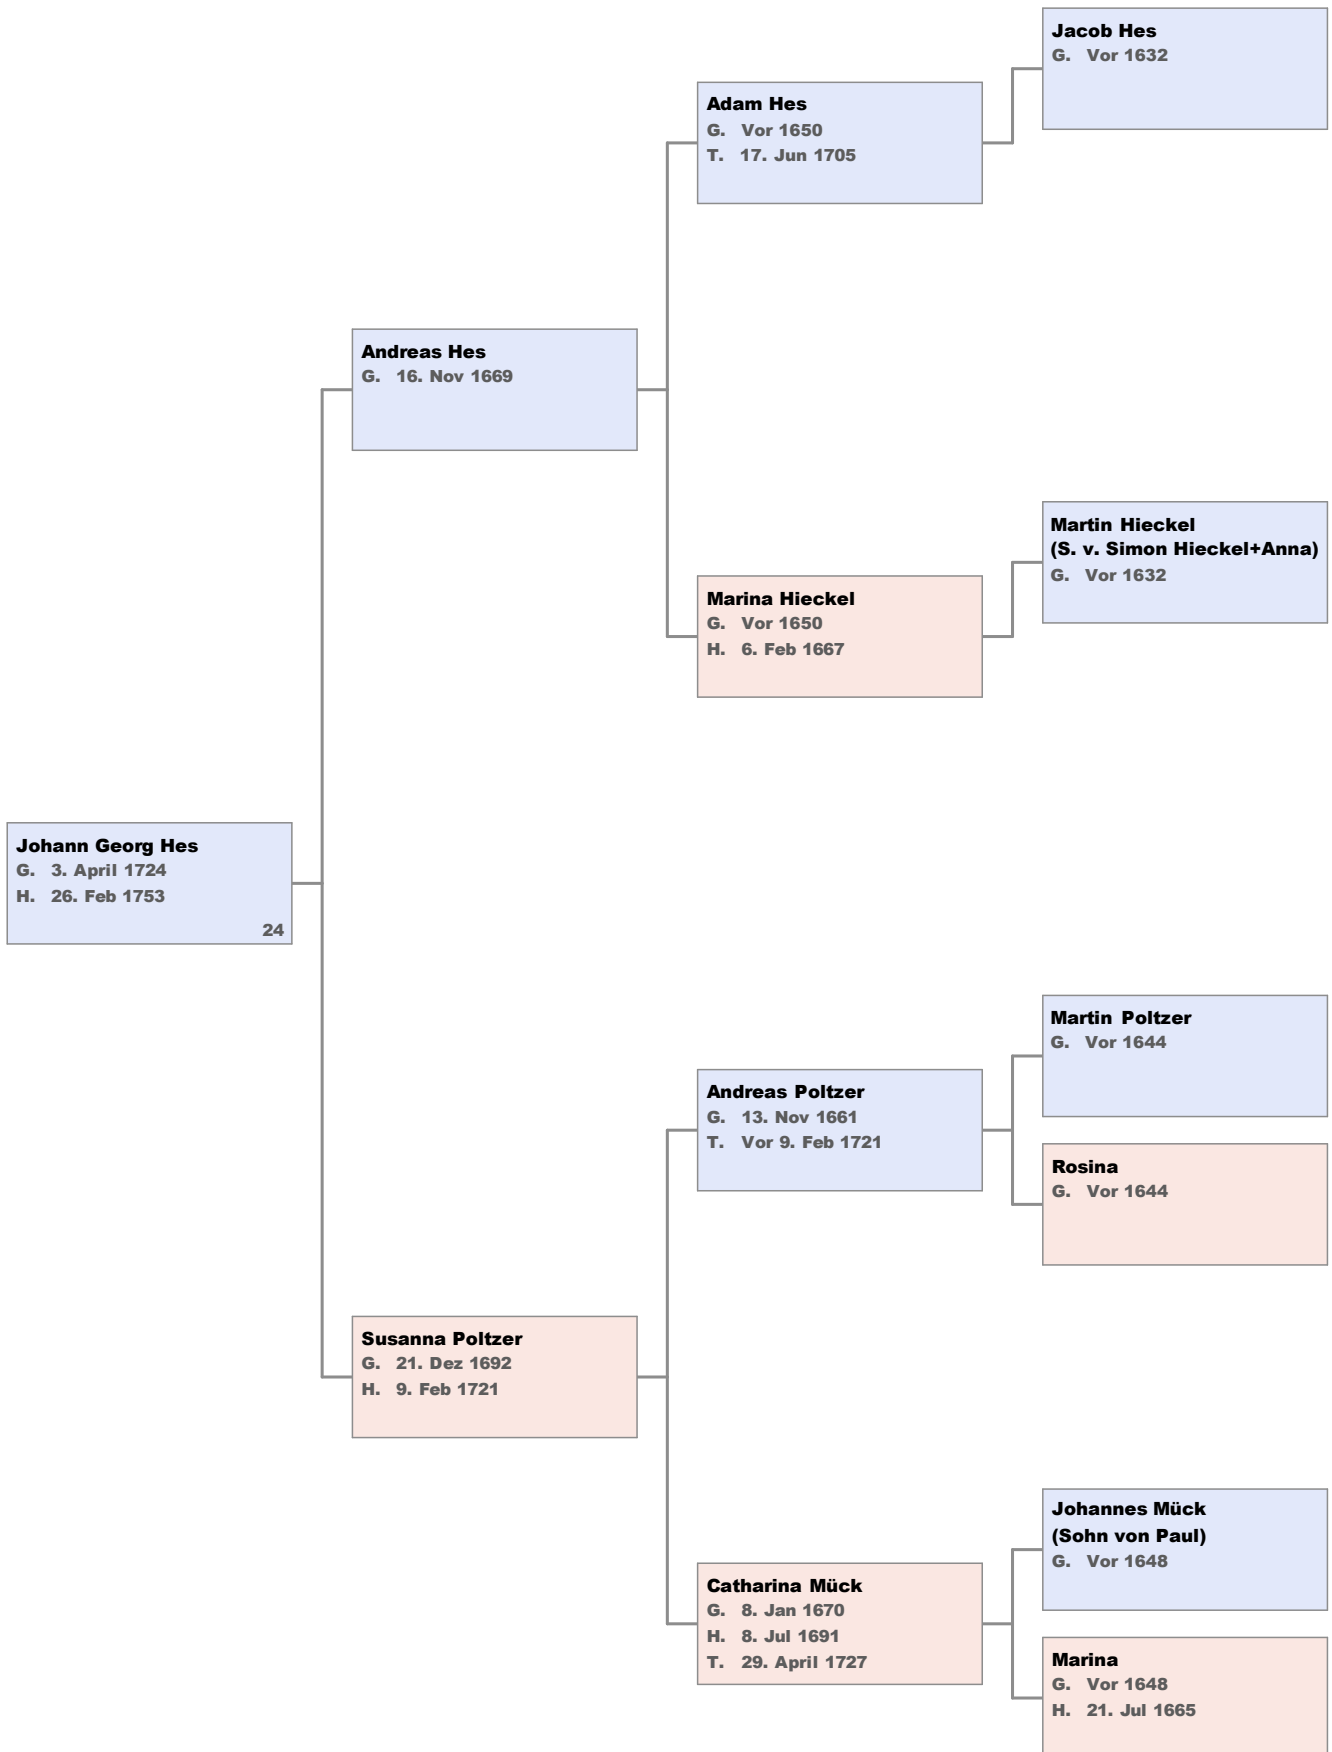 Jacob Hes
G. Vor 1632
Adam Hes
G. Vor 1650
T. 17. Jun 1705
Andreas Hes
G. 16. Nov 1669
Martin Hieckel
(S. v. Simon Hieckel+Anna)
G. Vor 1632
Marina Hieckel
G. Vor 1650
H. 6. Feb 1667
Johann Georg Hes
G. 3. April 1724
H. 26. Feb 1753
24
Martin Poltzer
G. Vor 1644
Andreas Poltzer
G. 13. Nov 1661
T. Vor 9. Feb 1721
Rosina
G. Vor 1644
Susanna Poltzer
G. 21. Dez 1692
H. 9. Feb 1721
Johannes Mück
(Sohn von Paul)
G. Vor 1648
Catharina Mück
G. 8. Jan 1670
H. 8. Jul 1691
T. 29. April 1727
Marina
G. Vor 1648
H. 21. Jul 1665